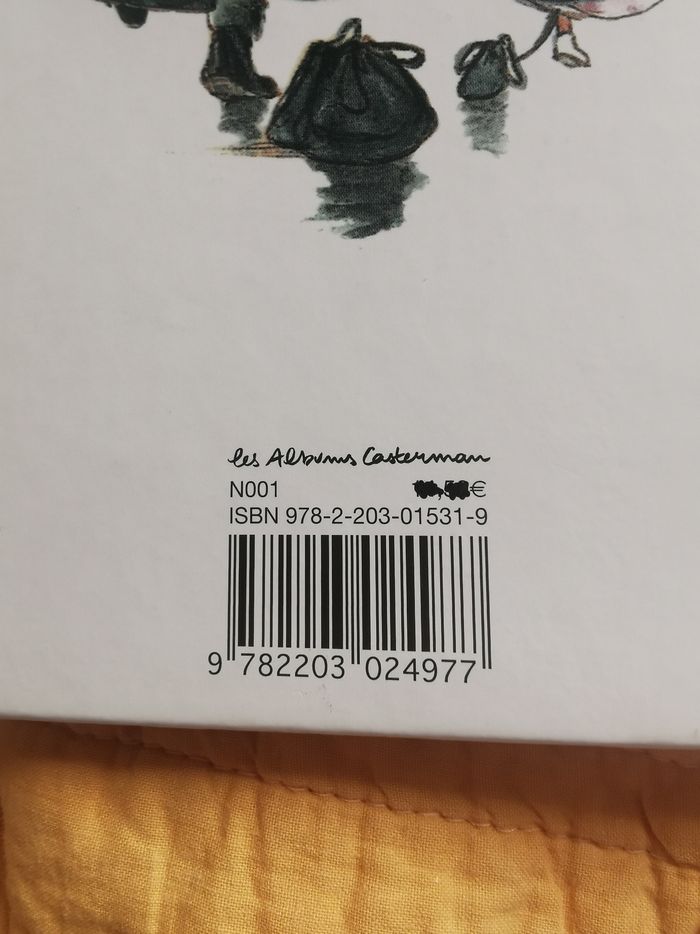 les Albums Casterman
N001 €
ISBN 978-2-203-01531-9
9 782203 024977